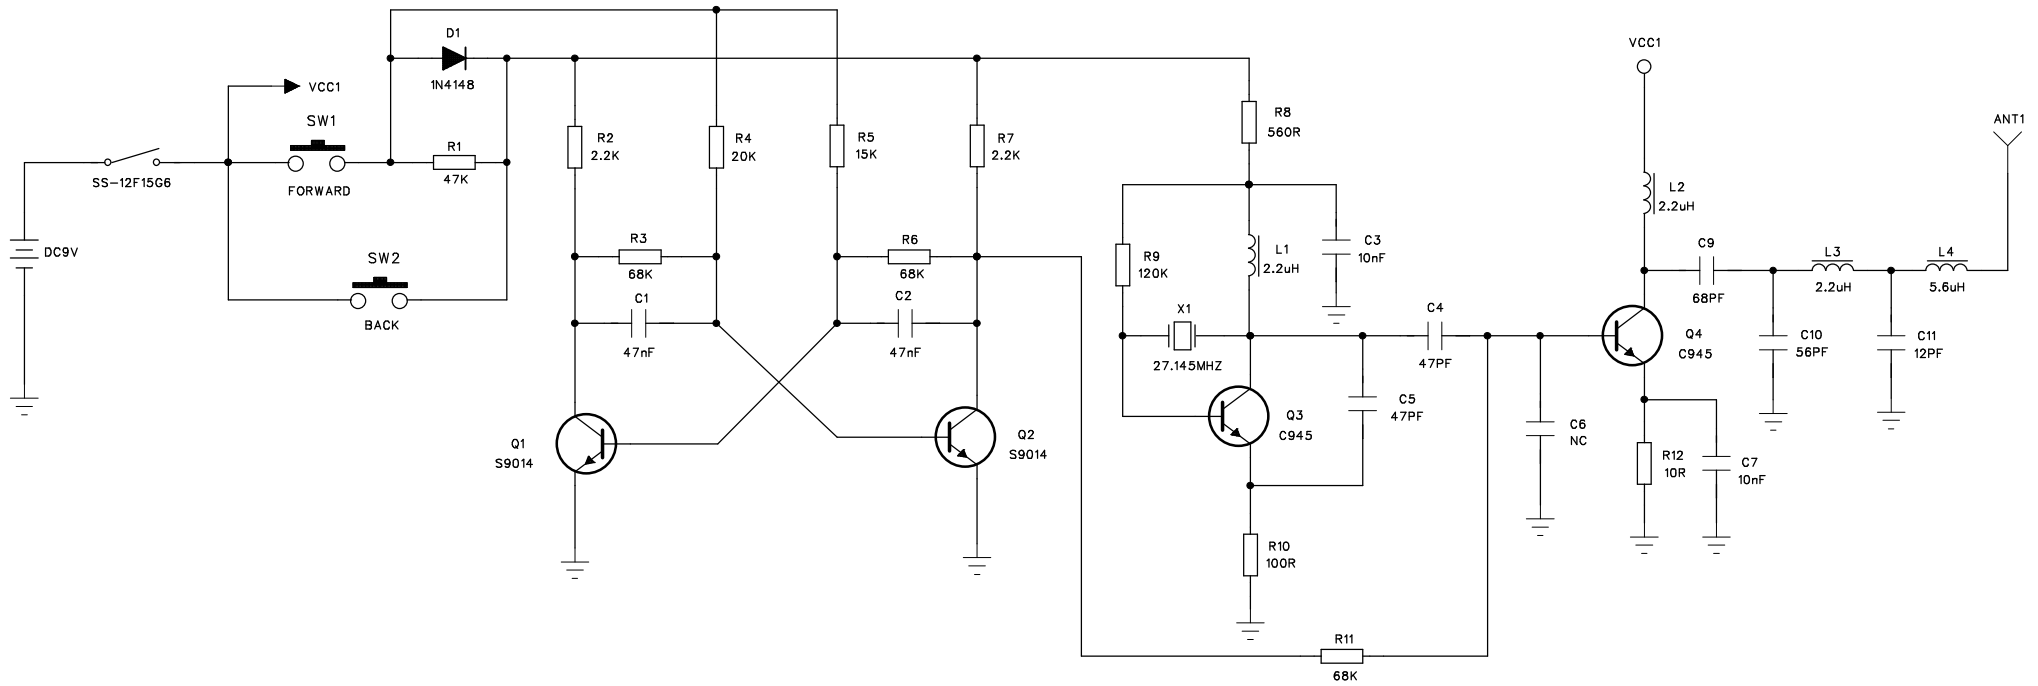 D1
1N4148
VCC1
SW1
FORWARD
R1
47K
SS-12F15G6
DC9V
SW2
BACK
R2
2.2K
R4
20K
R5
15K
R7
2.2K
R3
68K
R6
68K
C1
47nF
C2
47nF
Q1
S9014
Q2
S9014
R8
560R
R9
120K
L1
2.2uH
C3
10nF
X1
27.145MHZ
C4
47PF
Q3
C945
C5
47PF
R10
100R
R11
68K
C6
NC
VCC1
L2
2.2uH
C9
68PF
Q4
C945
R12
10R
C7
10nF
C10
56PF
L3
2.2uH
L4
5.6uH
C11
12PF
ANT1